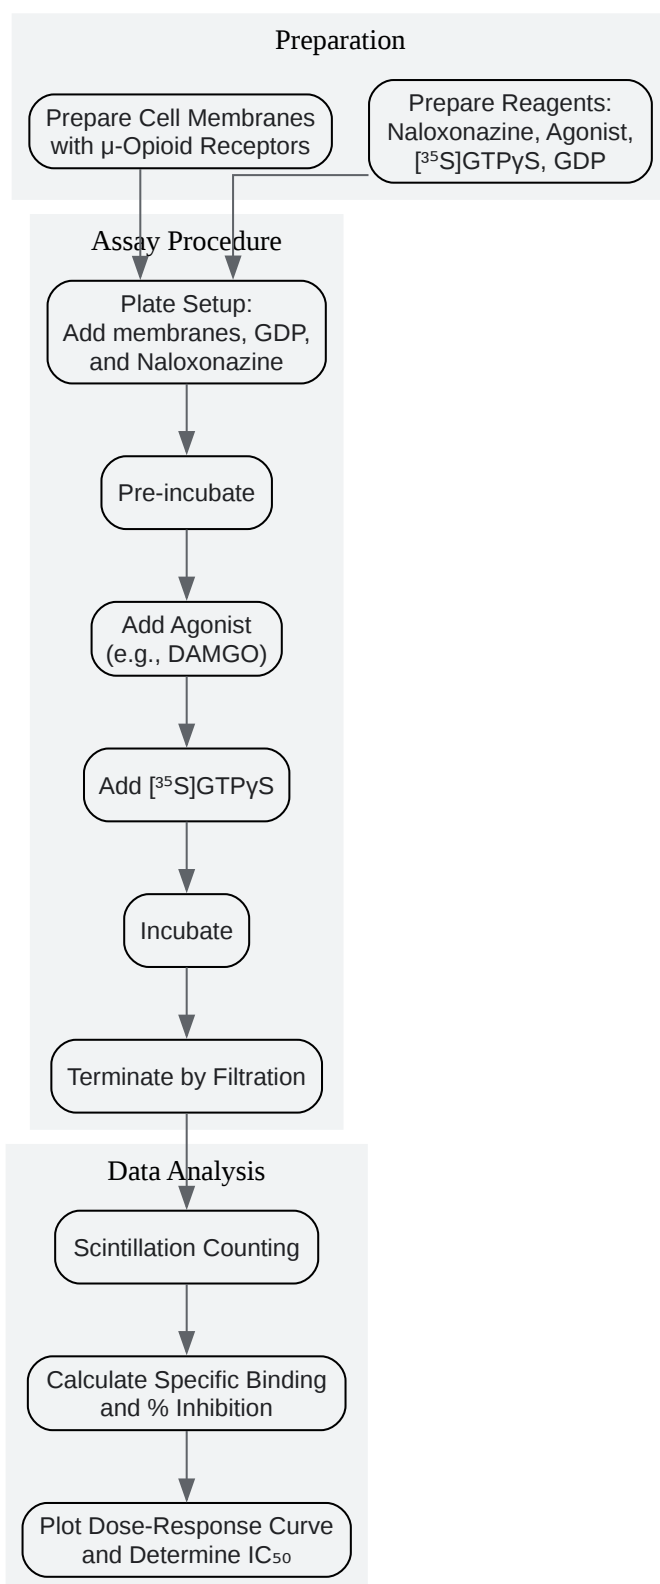 Preparation
Prepare Cell Membranes
with μ-Opioid Receptors
Prepare Reagents:
Naloxonazine, Agonist,
[³⁵S]GTPγS, GDP
Assay Procedure
Plate Setup:
Add membranes, GDP,
and Naloxonazine
Pre-incubate
Add Agonist
(e.g., DAMGO)
Add [³⁵S]GTPγS
Incubate
Terminate by Filtration
Data Analysis
Scintillation Counting
Calculate Specific Binding
and % Inhibition
Plot Dose-Response Curve
and Determine IC₅₀